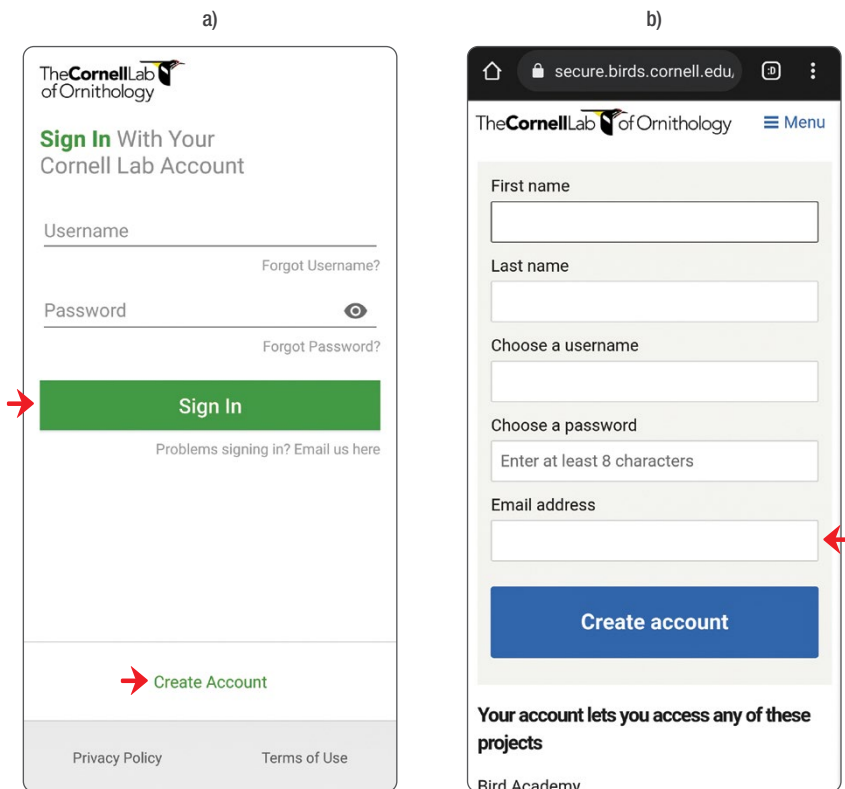 a)
TheCornellLab
of Ornithology
Sign In With Your
Cornell Lab Account
Username
Forgot Username?
Password
Forgot Password?
Sign In
Problems signing in? Email us here
Create Account
Privacy Policy Terms of Use
b)
secure.birds.cornell.edu/ :D
TheCornellLab of Ornithology Menu
First name
Last name
Choose a username
Choose a password
Enter at least 8 characters
Email address
Create account
Your account lets you access any of these
projects
Bird Academy